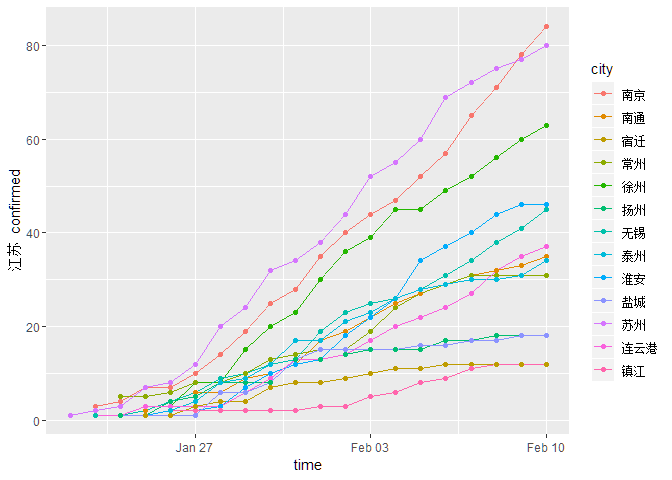 江苏 confirmed
80
60
40
20
0
Jan 27
Feb 03
Feb 10
time
city
南京
南通
宿迁
常州
徐州
扬州
无锡
泰州
淮安
盐城
苏州
连云港
镇江